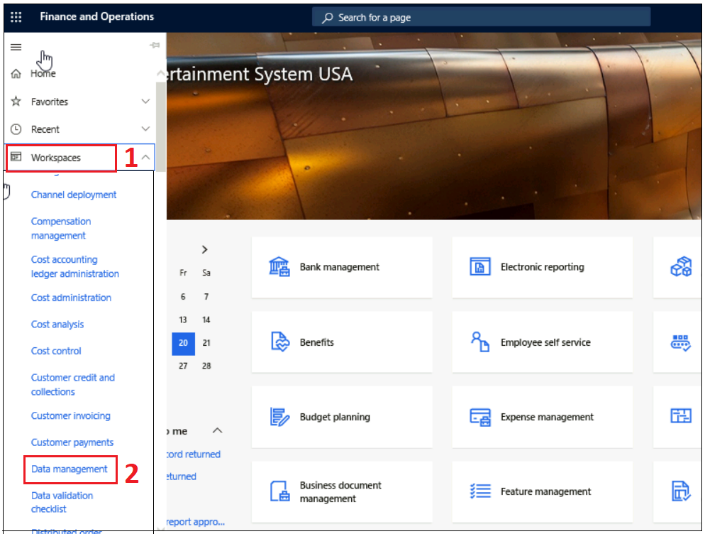 Finance and Operations
Search for a page
Home
Favorites
Recent
Workspaces
1
Channel deployment
Compensation
management
Cost accounting
ledger administration
Cost administration
Cost analysis
Cost control
Customer credit and
collections
Customer invoicing
Customer payments
Data management
2
Data validation
checklist
Distributed order
ertainment System USA
Fr Sa
6 7
13 14
20 21
27 28
o me
cord returned
eturned
report appro...
Bank management
Electronic reporting
Benefits
Employee self service
Budget planning
Expense management
Business document
management
Feature management